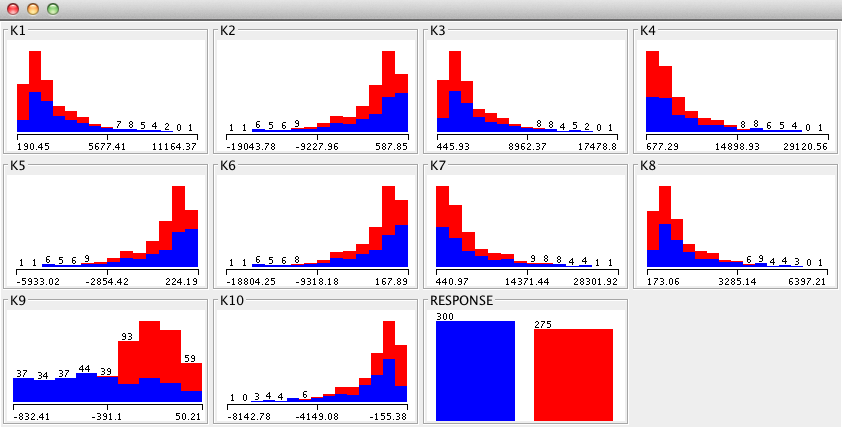 K1
7 8 5 4 2 0 1
190.45 5677.41 11164.37
K2
1 1 6 5 6 9
-19043.78 -9227.96 587.85
K3
8 8 4 5 2 0 1
445.93 8962.37 17478.8
K4
8 8 6 5 4 0 1
677.29 14898.93 29120.56
K5
1 1 6 5 6 9
-5933.02 -2854.42 224.19
K6
1 1 6 5 6 8
-18804.25 -9318.18 167.89
K7
9 8 8 4 4 1 1
440.97 14371.44 28301.92
K8
6 9 4 4 3 0 1
173.06 3285.14 6397.21
K9
37 34 37 44 39 93 59
-832.41 -391.1 50.21
K10
1 0 3 4 4 6
-8142.78 -4149.08 -155.38
RESPONSE
300 275